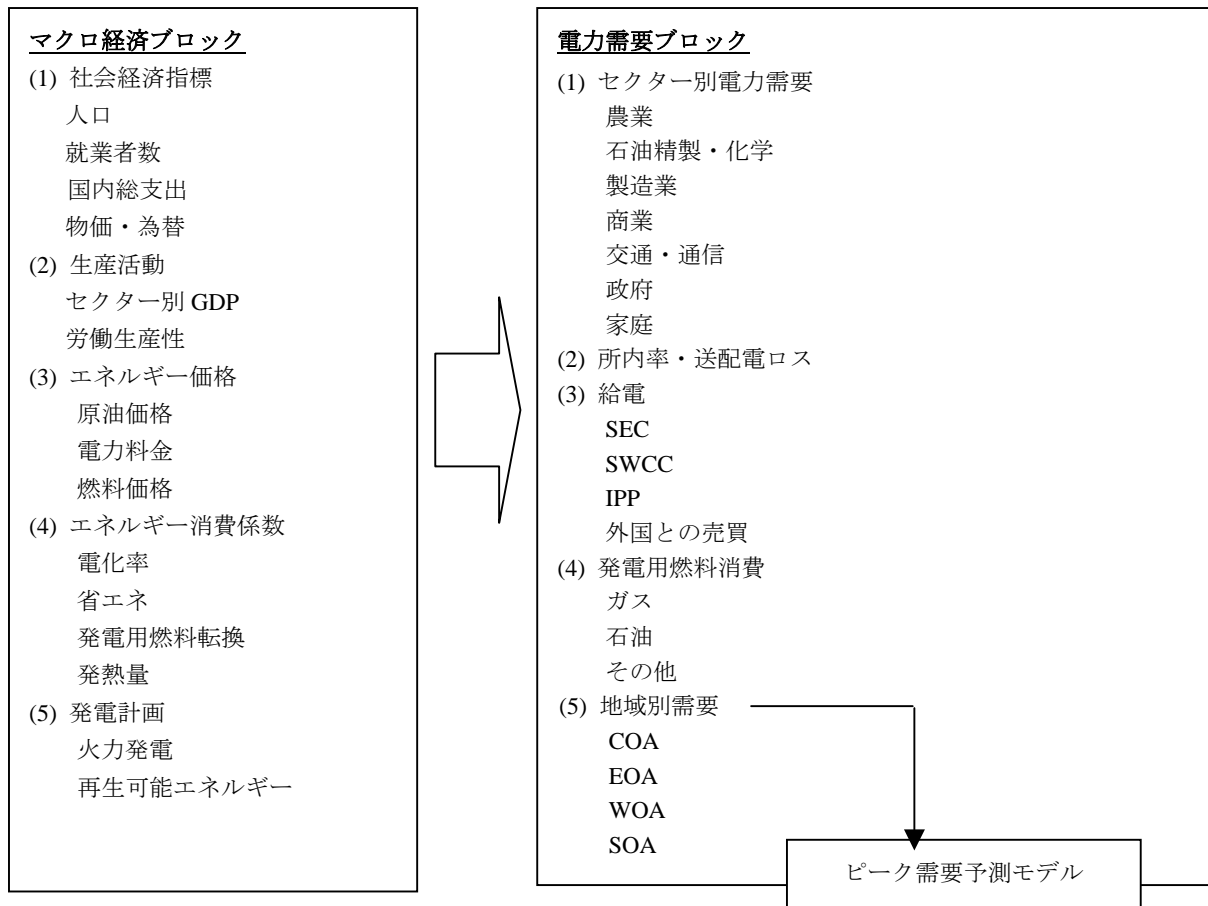 マクロ経済ブロック
(1) 社会経済指標
人口
就業者数
国内総支出
物価・為替
(2) 生産活動
セクター別 GDP
労働生産性
(3) エネルギー価格
原油価格
電力料金
燃料価格
(4) エネルギー消費係数
電化率
省エネ
発電用燃料転換
発熱量
(5) 発電計画
火力発電
再生可能エネルギー
電力需要ブロック
(1) セクター別電力需要
農業
石油精製・化学
製造業
商業
交通・通信
政府
家庭
(2) 所内率・送配電ロス
(3) 給電
SEC
SWCC
IPP
外国との売買
(4) 発電用燃料消費
ガス
石油
その他
(5) 地域別需要
COA
EOA
WOA
SOA
ピーク需要予測モデル